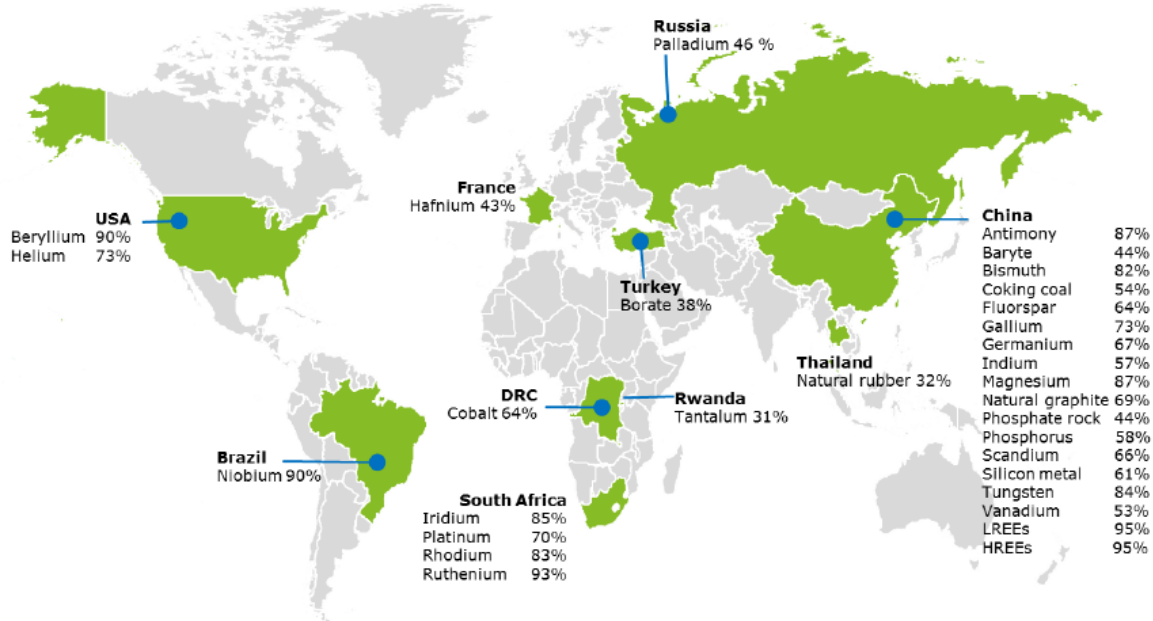 Russia
Palladium 46 %
France
Hafnium 43%
USA
Beryllium 90%
Helium 73%
China
Antimony 87%
Baryte 44%
Bismuth 82%
Coking coal 54%
Fluorspar 64%
Gallium 73%
Germanium 67%
Indium 57%
Magnesium 87%
Natural graphite 69%
Phosphate rock 44%
Phosphorus 58%
Scandium 66%
Silicon metal 61%
Tungsten 84%
Vanadium 53%
LREEs 95%
HREEs 95%
Turkey
Borate 38%
Thailand
Natural rubber 32%
DRC
Cobalt 64%
Rwanda
Tantalum 31%
Brazil
Niobium 90%
South Africa
Iridium 85%
Platinum 70%
Rhodium 83%
Ruthenium 93%